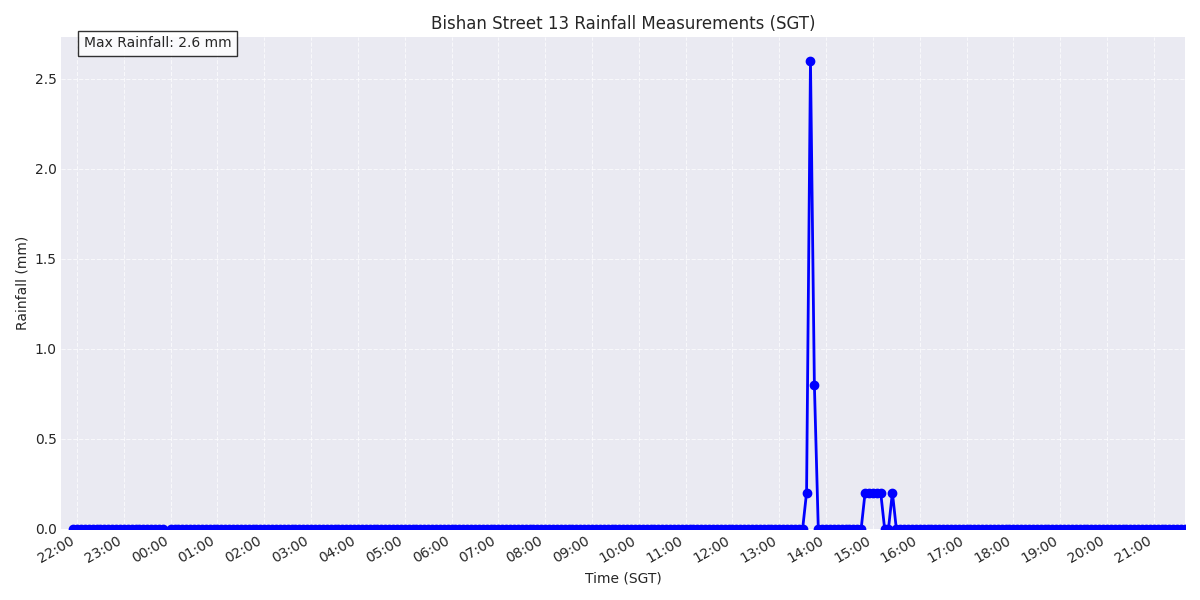 Bishan Street 13 Rainfall Measurements (SGT)
Max Rainfall: 2.6 mm
2.5
2.0
1.5
1.0
0.5
0.0
Rainfall (mm)
22:00 23:00 00:00 01:00 02:00 03:00 04:00 05:00 06:00 07:00 08:00 09:00 10:00 11:00 12:00 13:00 14:00 15:00 16:00 17:00 18:00 19:00 20:00 21:00
Time (SGT)